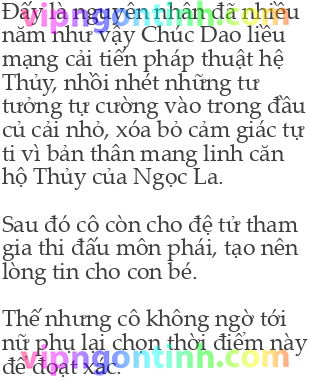 Đấy là nguyên nhân đã nhiều
vipngontinh.com
năm như vậy Chúc Dao liều
mạng cải tiến pháp thuật hệ
Thủy, nhồi nhét những tư
tưởng tự cường vào trong đầu
củ cải nhỏ, xóa bỏ cảm giác tự
ti vì bản thân mang linh căn
hộ Thủy của Ngọc La.
Sau đó cô còn cho đệ tử tham
gia thi đấu môn phái, tạo nên
lòng tin cho con bé.
Thế nhưng cô không ngờ tới
nữ phụ lại chọn thời điểm này
vipngontinh.com
để đoạt xác.